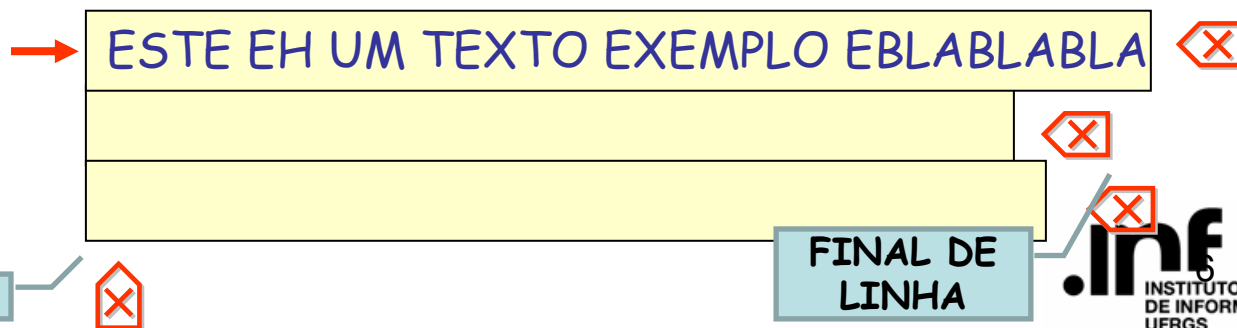 ESTE EH UM TEXTO EXEMPLO EBLABLABLA
FINAL DE
LINHA
.inf
6
INSTITUTO
DE INFORM
UFRGS